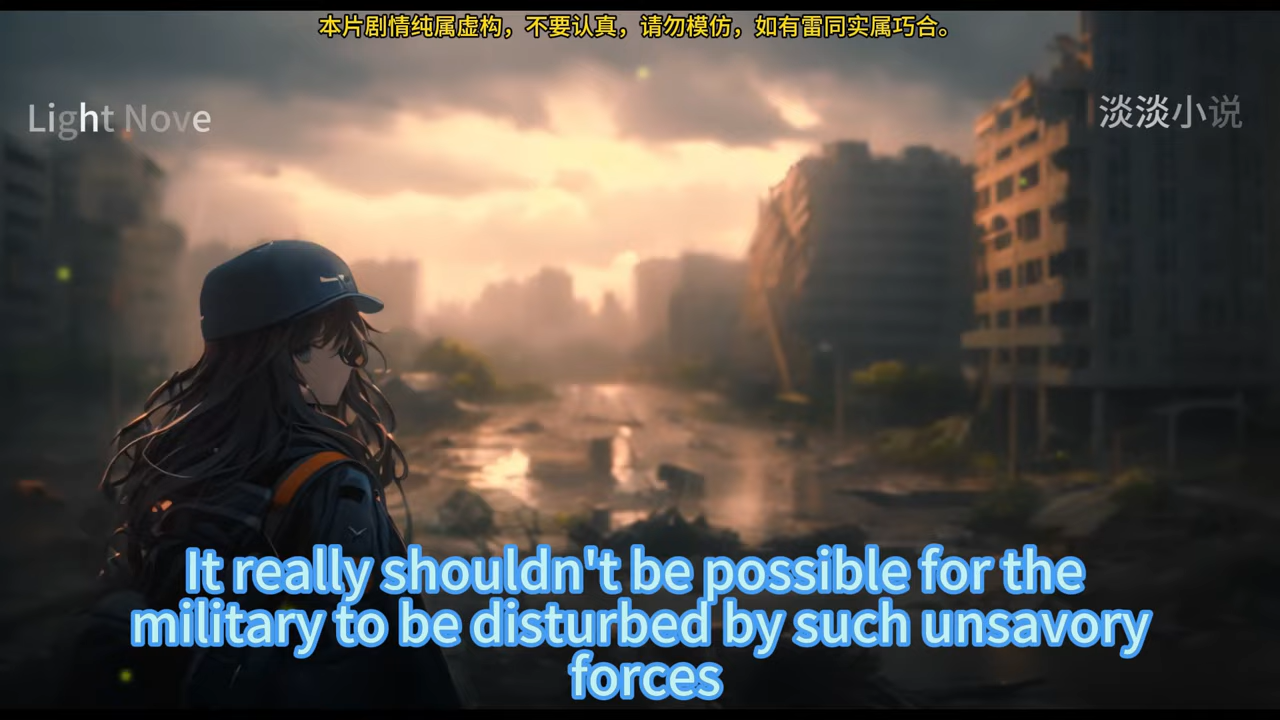 本片剧情纯属虚构，不要认真，请勿模仿，如有雷同实属巧合。
Light Nove
淡淡小说
It really shouldn't be possible for the
military to be disturbed by such unsavory
forces